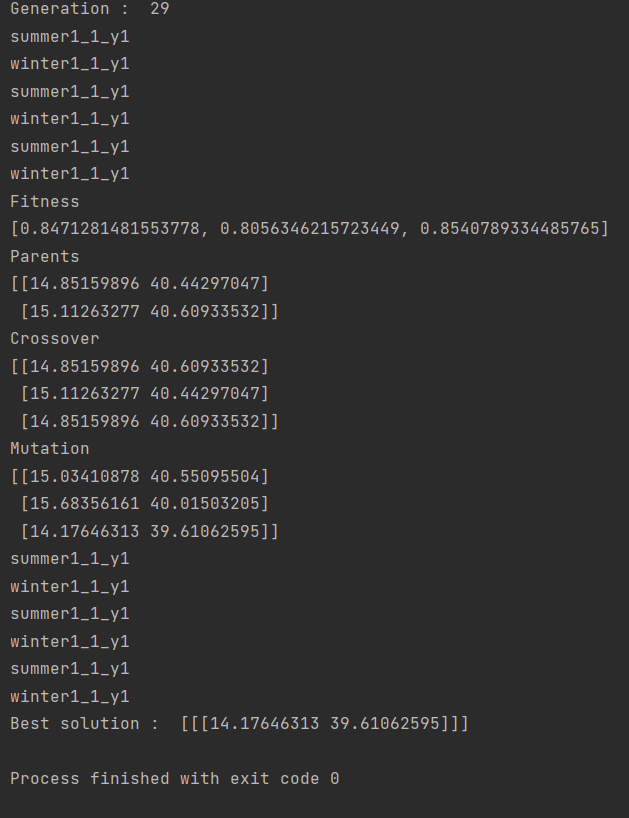 Generation :  29
summer1_1_y1
winter1_1_y1
summer1_1_y1
winter1_1_y1
summer1_1_y1
winter1_1_y1
Fitness
[0.8471281481553778, 0.8056346215723449, 0.8540789334485765]
Parents
[[14.85159896 40.44297047]
 [15.11263277 40.60933532]]
Crossover
[[14.85159896 40.60933532]
 [15.11263277 40.44297047]
 [14.85159896 40.60933532]]
Mutation
[[15.03410878 40.55095504]
 [15.68356161 40.01503205]
 [14.17646313 39.61062595]]
summer1_1_y1
winter1_1_y1
summer1_1_y1
winter1_1_y1
summer1_1_y1
winter1_1_y1
Best solution :  [[[14.17646313 39.61062595]]]
Process finished with exit code 0